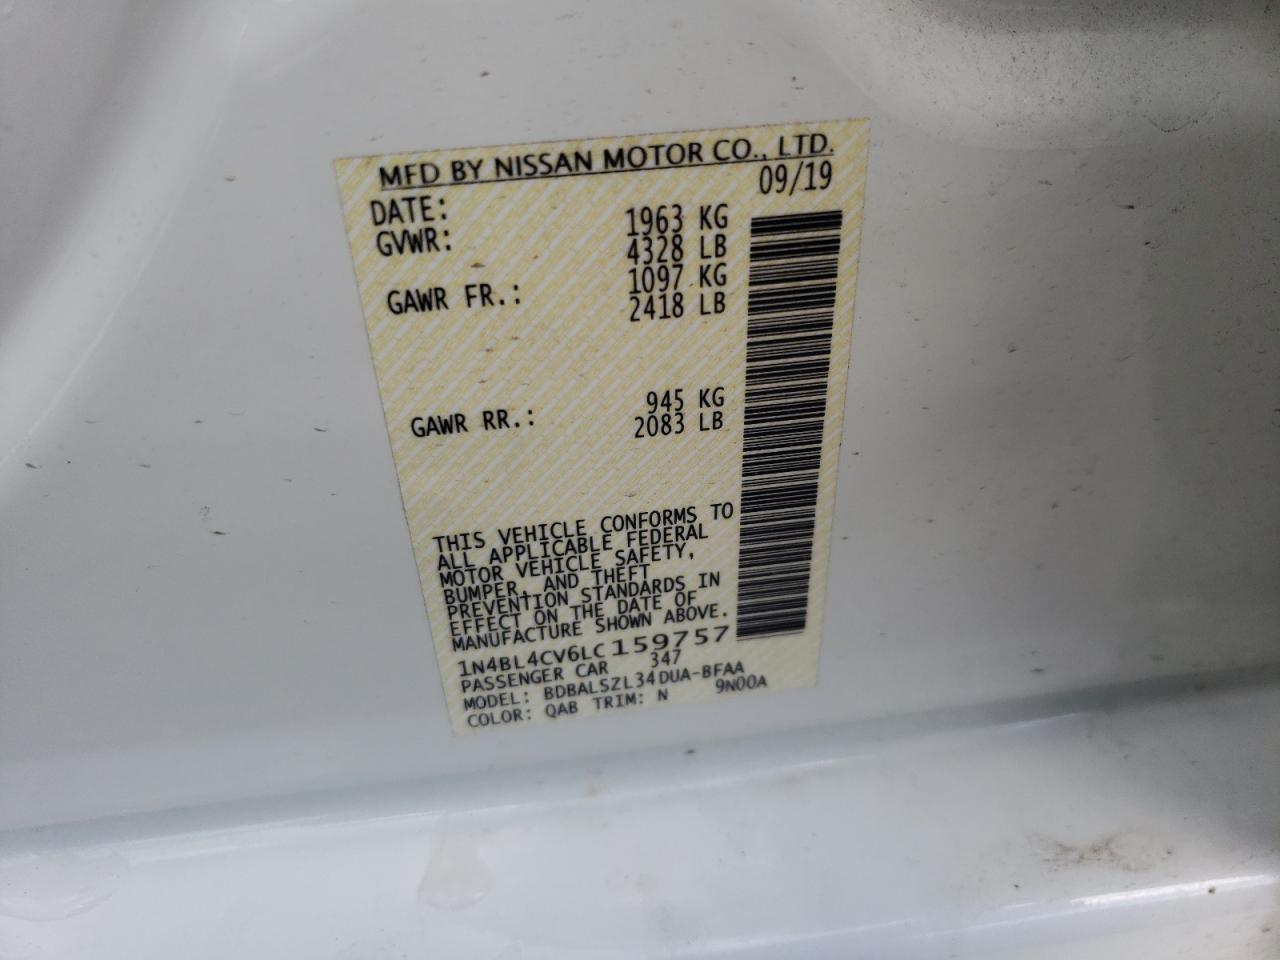 MFD BY NISSAN MOTOR CO., LTD.
DATE: 09/19
GVWR: 1963 KG
4328 LB
GAWR FR.: 1097 KG
2418 LB
GAWR RR.: 945 KG
2083 LB
THIS VEHICLE CONFORMS TO
ALL APPLICABLE FEDERAL
MOTOR VEHICLE SAFETY,
BUMPER, AND THEFT
PREVENTION STANDARDS IN
EFFECT ON THE DATE OF
MANUFACTURE SHOWN ABOVE.
1N4BL4CV6LC159757
PASSENGER CAR 347
MODEL: BDBALSZL34DUA-BFAA
COLOR: QAB TRIM: N 9N00A